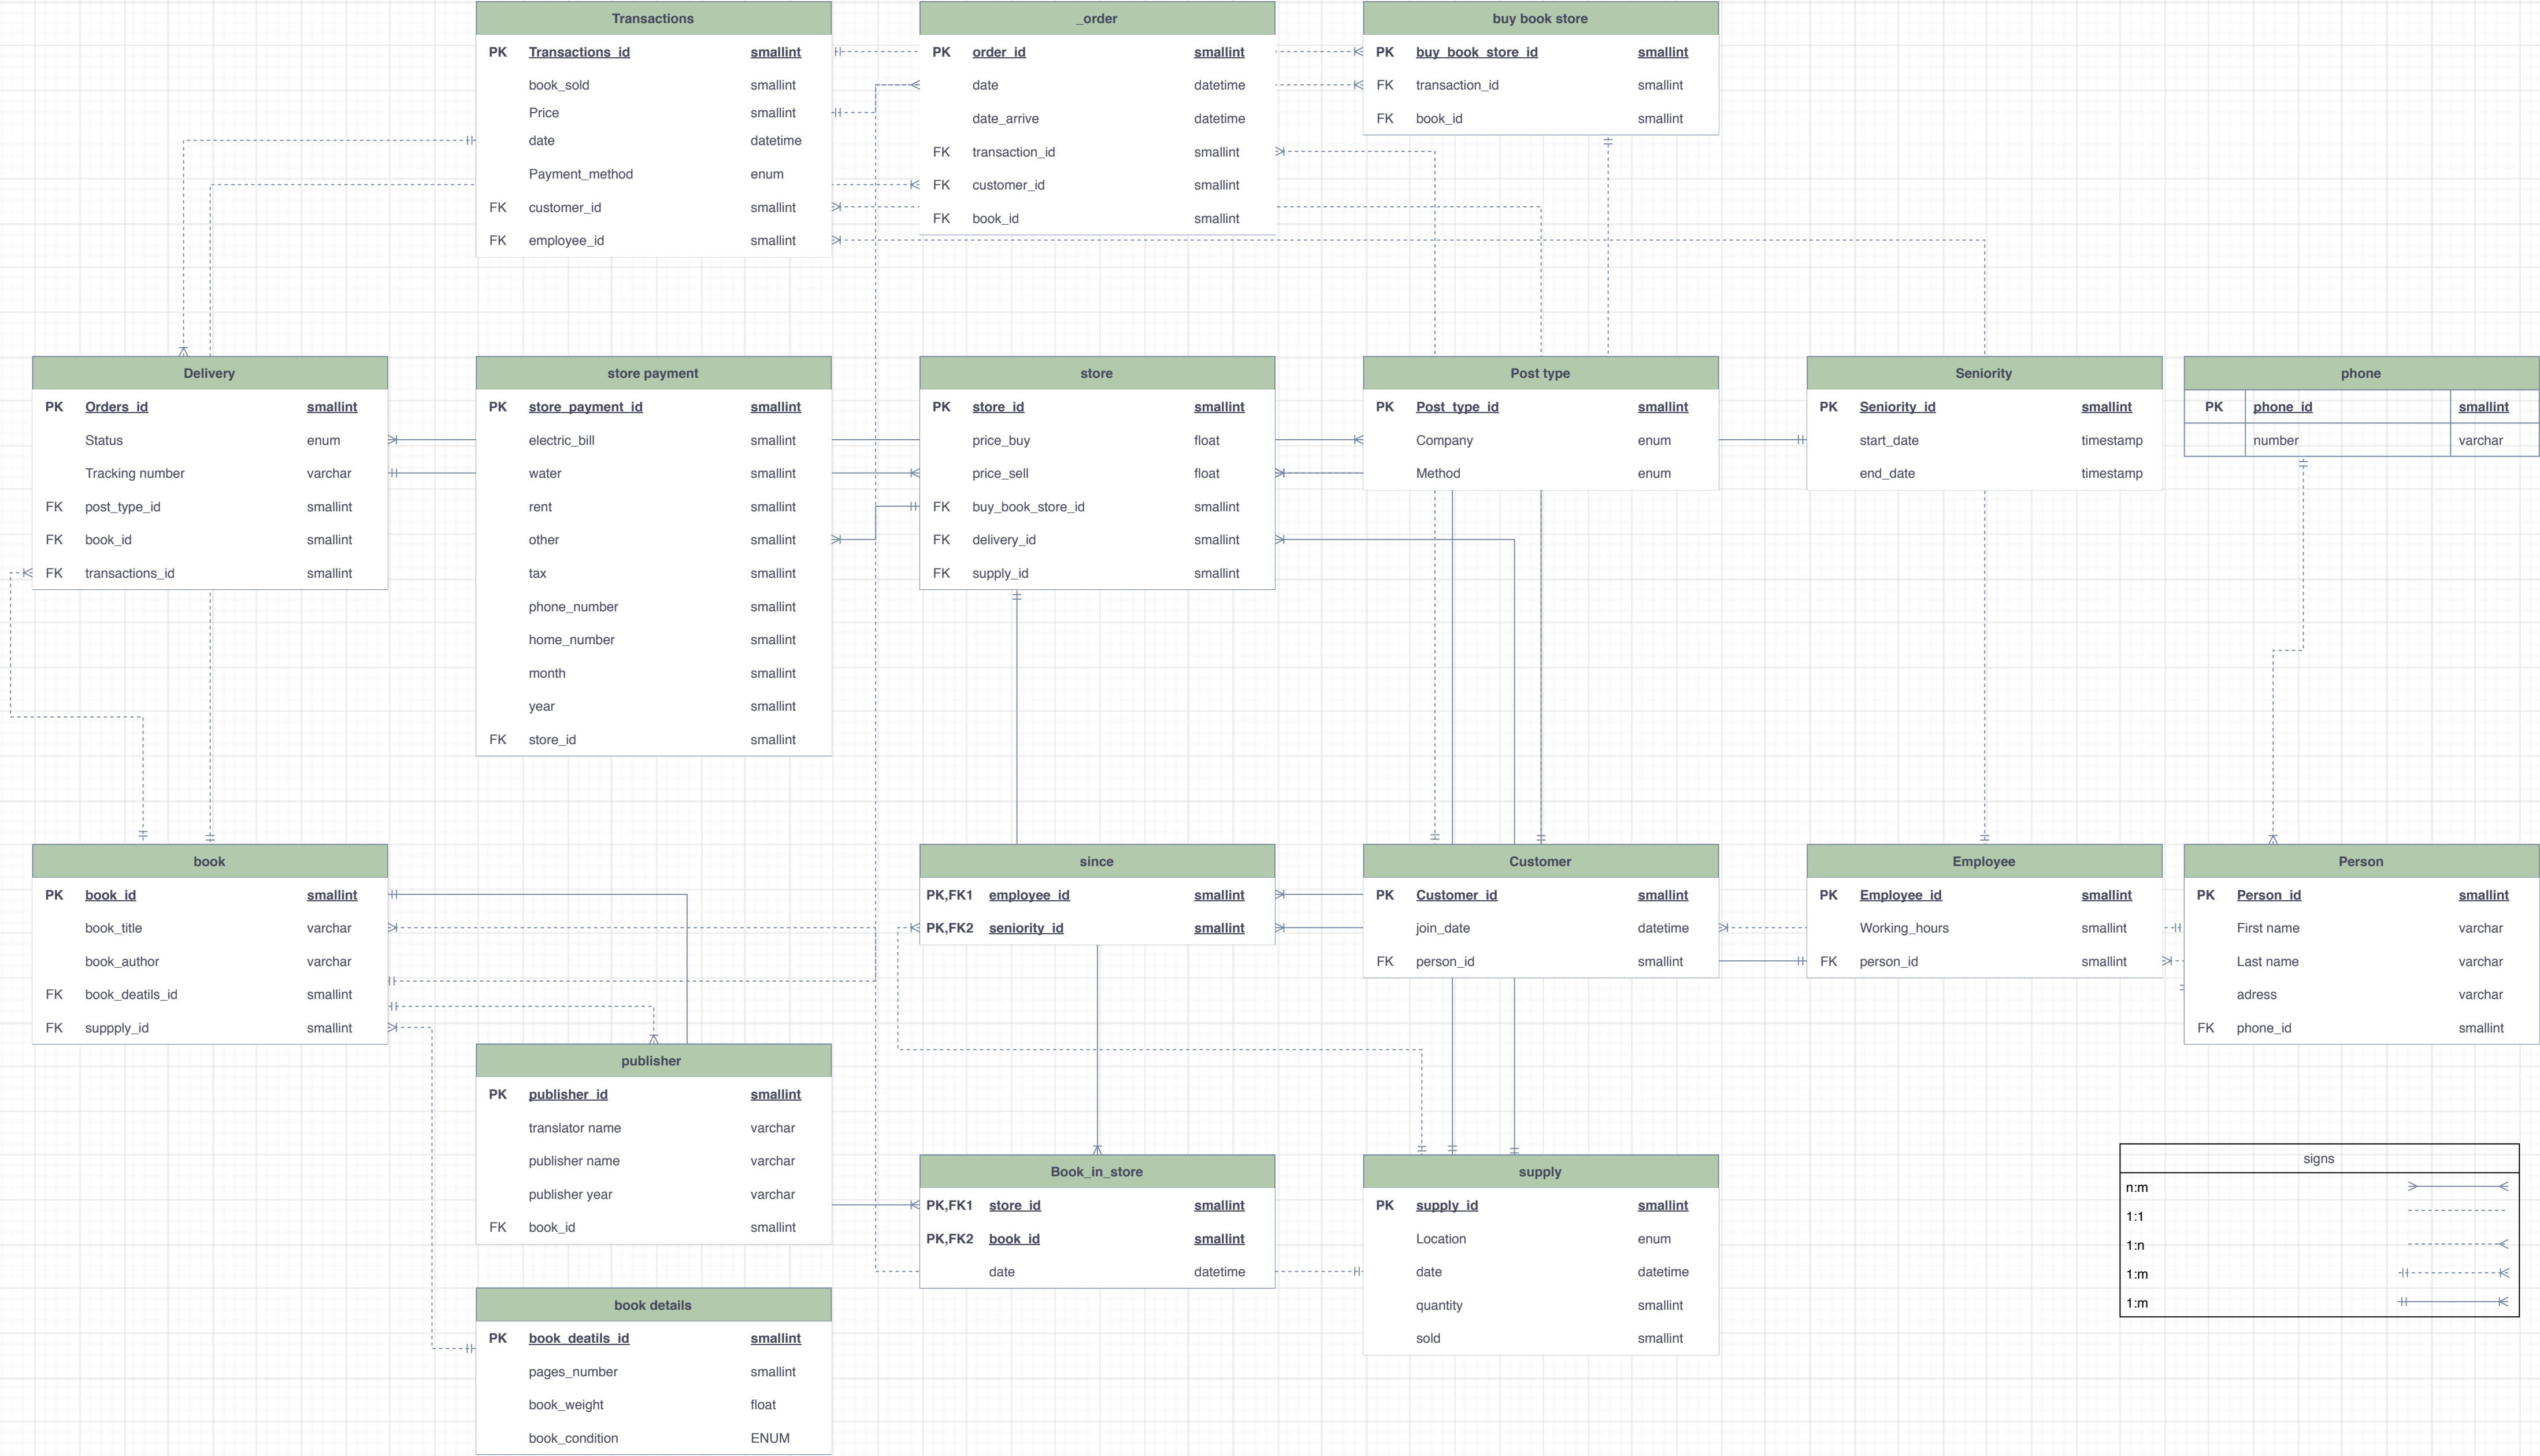 Transactions
PK Transactions_id smallint
book_sold smallint
Price smallint
date datetime
Payment_method enum
FK customer_id smallint
FK employee_id smallint
_order
PK order_id smallint
date datetime
date_arrive datetime
FK transaction_id smallint
FK customer_id smallint
FK book_id smallint
buy book store
PK buy_book_store_id smallint
FK transaction_id smallint
FK book_id smallint
Delivery
PK Orders_id smallint
Status enum
Tracking number varchar
FK post_type_id smallint
FK book_id smallint
FK transactions_id smallint
store payment
PK store_payment_id smallint
electric_bill smallint
water smallint
rent smallint
other smallint
tax smallint
phone_number smallint
home_number smallint
month smallint
year smallint
FK store_id smallint
store
PK store_id smallint
price_buy float
price_sell float
FK buy_book_store_id smallint
FK delivery_id smallint
FK supply_id smallint
Post type
PK Post_type_id smallint
Company enum
Method enum
Seniority
PK Seniority_id smallint
start_date timestamp
end_date timestamp
phone
PK phone_id smallint
number varchar
book
PK book_id smallint
book_title varchar
book_author varchar
FK book_deatils_id smallint
FK suppply_id smallint
since
PK,FK1 employee_id smallint
PK,FK2 seniority_id smallint
Customer
PK Customer_id smallint
join_date datetime
FK person_id smallint
Employee
PK Employee_id smallint
Working_hours smallint
FK person_id smallint
Person
PK Person_id smallint
First name varchar
Last name varchar
adress varchar
FK phone_id smallint
publisher
PK publisher_id smallint
translator name varchar
publisher name varchar
publisher year varchar
FK book_id smallint
Book_in_store
PK,FK1 store_id smallint
PK,FK2 book_id smallint
date datetime
supply
PK supply_id smallint
Location enum
date datetime
quantity smallint
sold smallint
signs
n:m
1:1
1:n
1:m
1:m
book details
PK book_deatils_id smallint
pages_number smallint
book_weight float
book_condition ENUM